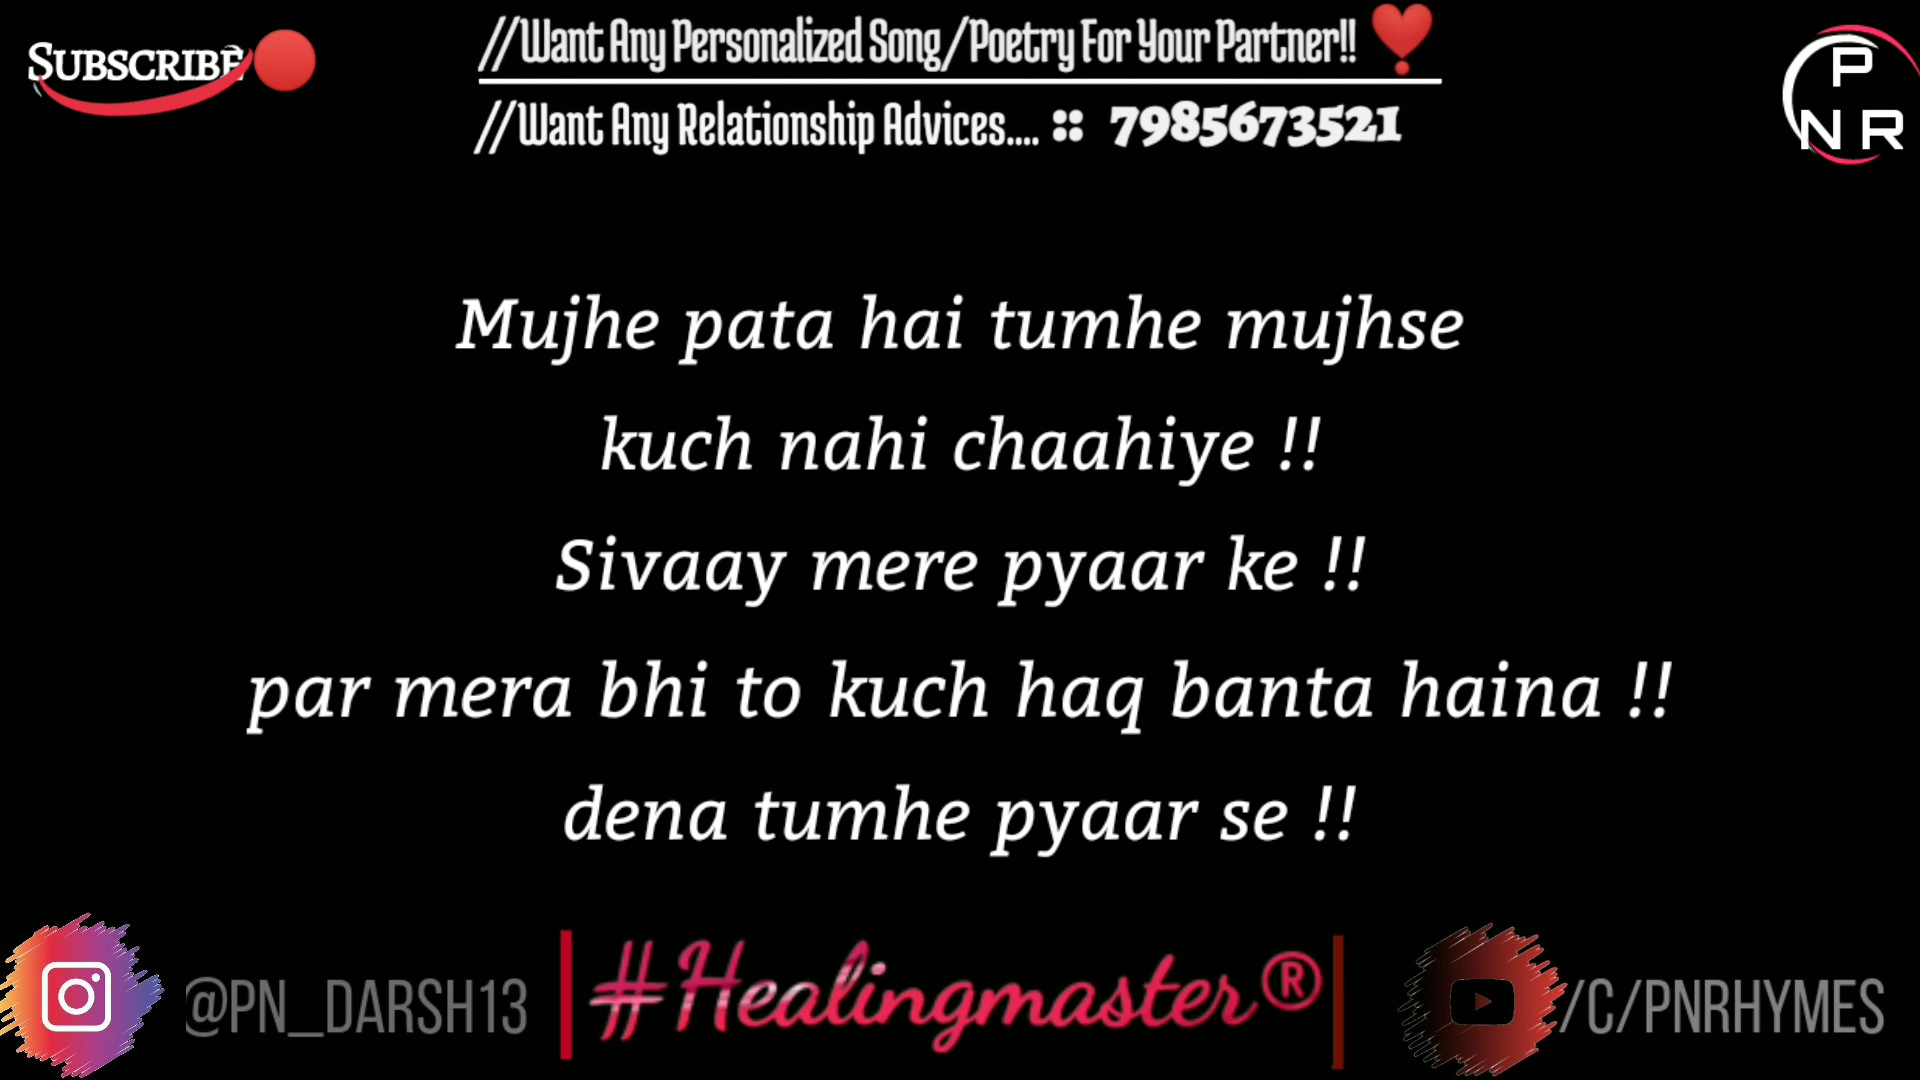 SUBSCRIBE
//Want Any Personalized Song/Poetry For Your Partner!! ❣
//Want Any Relationship Advices.... :: 7985673521
P
N R
Mujhe pata hai tumhe mujhse
kuch nahi chaahiye !!
Sivaay mere pyaar ke !!
par mera bhi to kuch haq banta haina !!
dena tumhe pyaar se !!
@PN_DARSH13
#Healingmaster®
/C/PNRHYMES